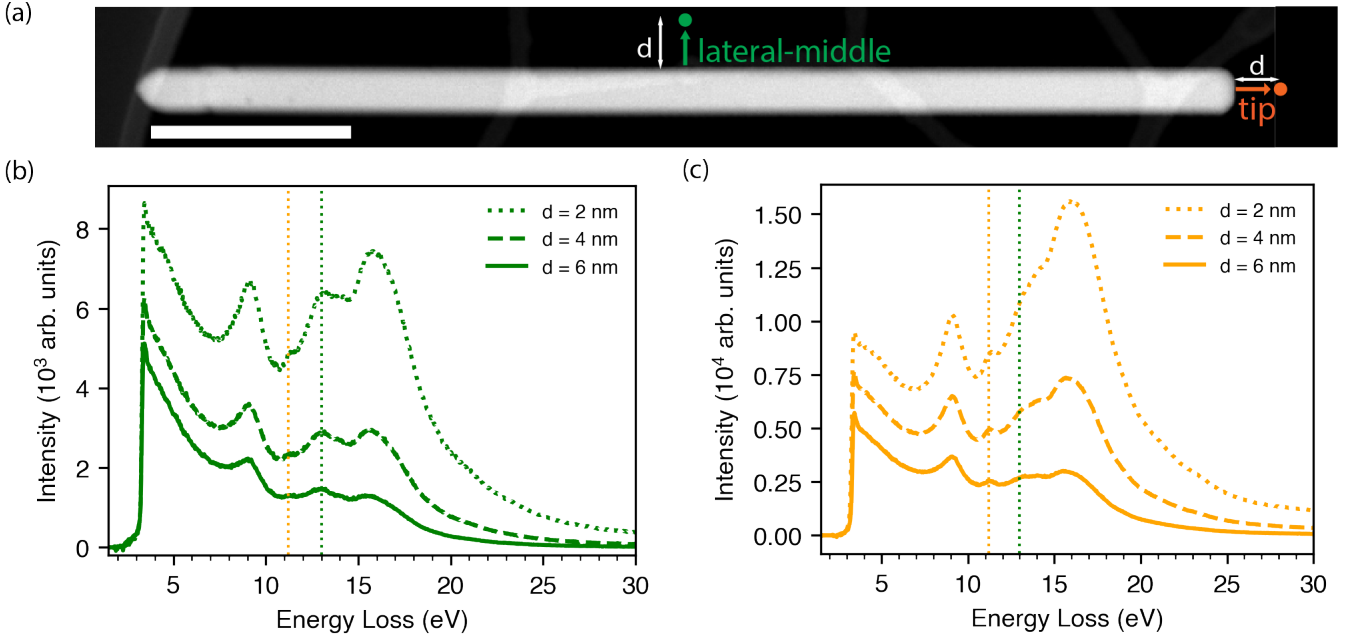 (a)
d
lateral-middle
d
tip
(b)
8
6
4
2
0
Intensity (10³ arb. units)
d = 2 nm
d = 4 nm
d = 6 nm
5
10
15
20
25
30
Energy Loss (eV)
(c)
1.50
1.25
1.00
0.75
0.50
0.25
0.00
Intensity (10⁴ arb. units)
d = 2 nm
d = 4 nm
d = 6 nm
5
10
15
20
25
30
Energy Loss (eV)